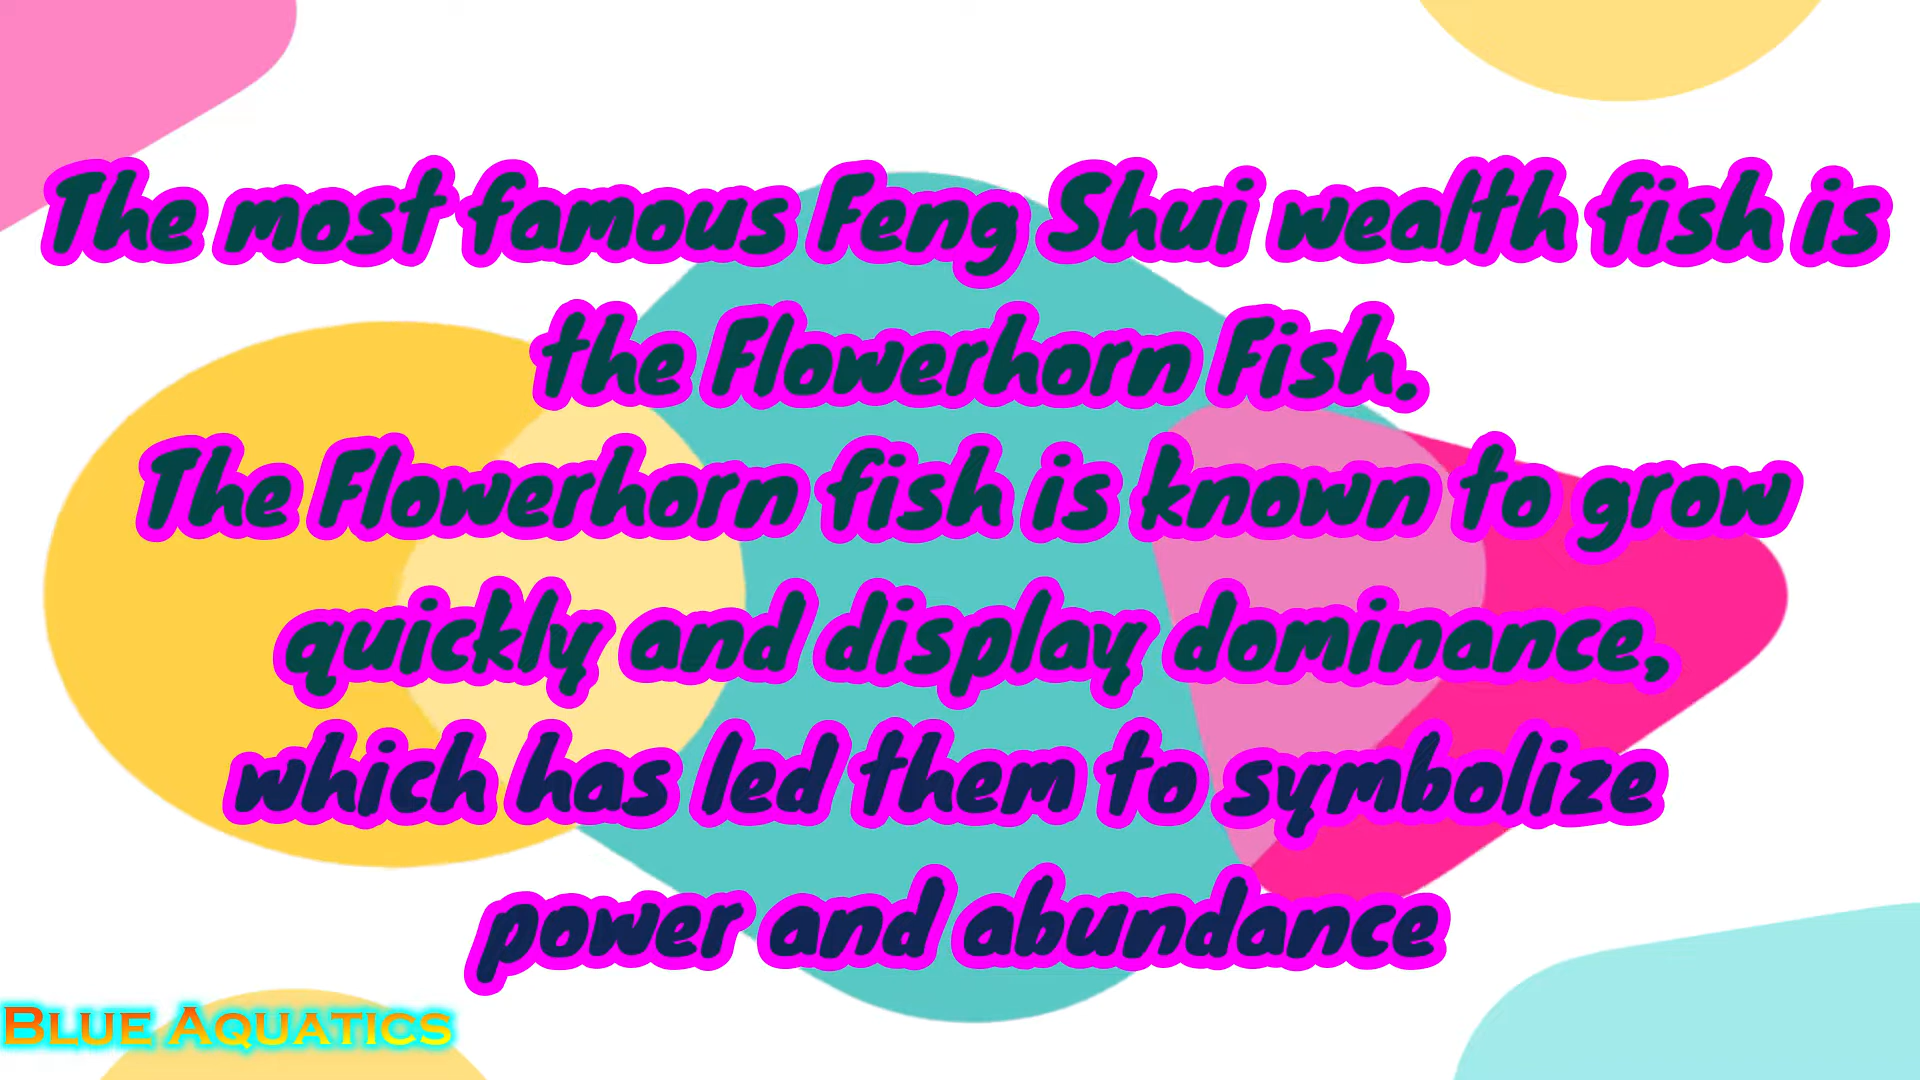 The most famous Feng Shui wealth fish is
the Flowerhorn Fish.
The Flowerhorn fish is known to grow
quickly and display dominance,
which has led them to symbolize
power and abundance
Blue Aquatics